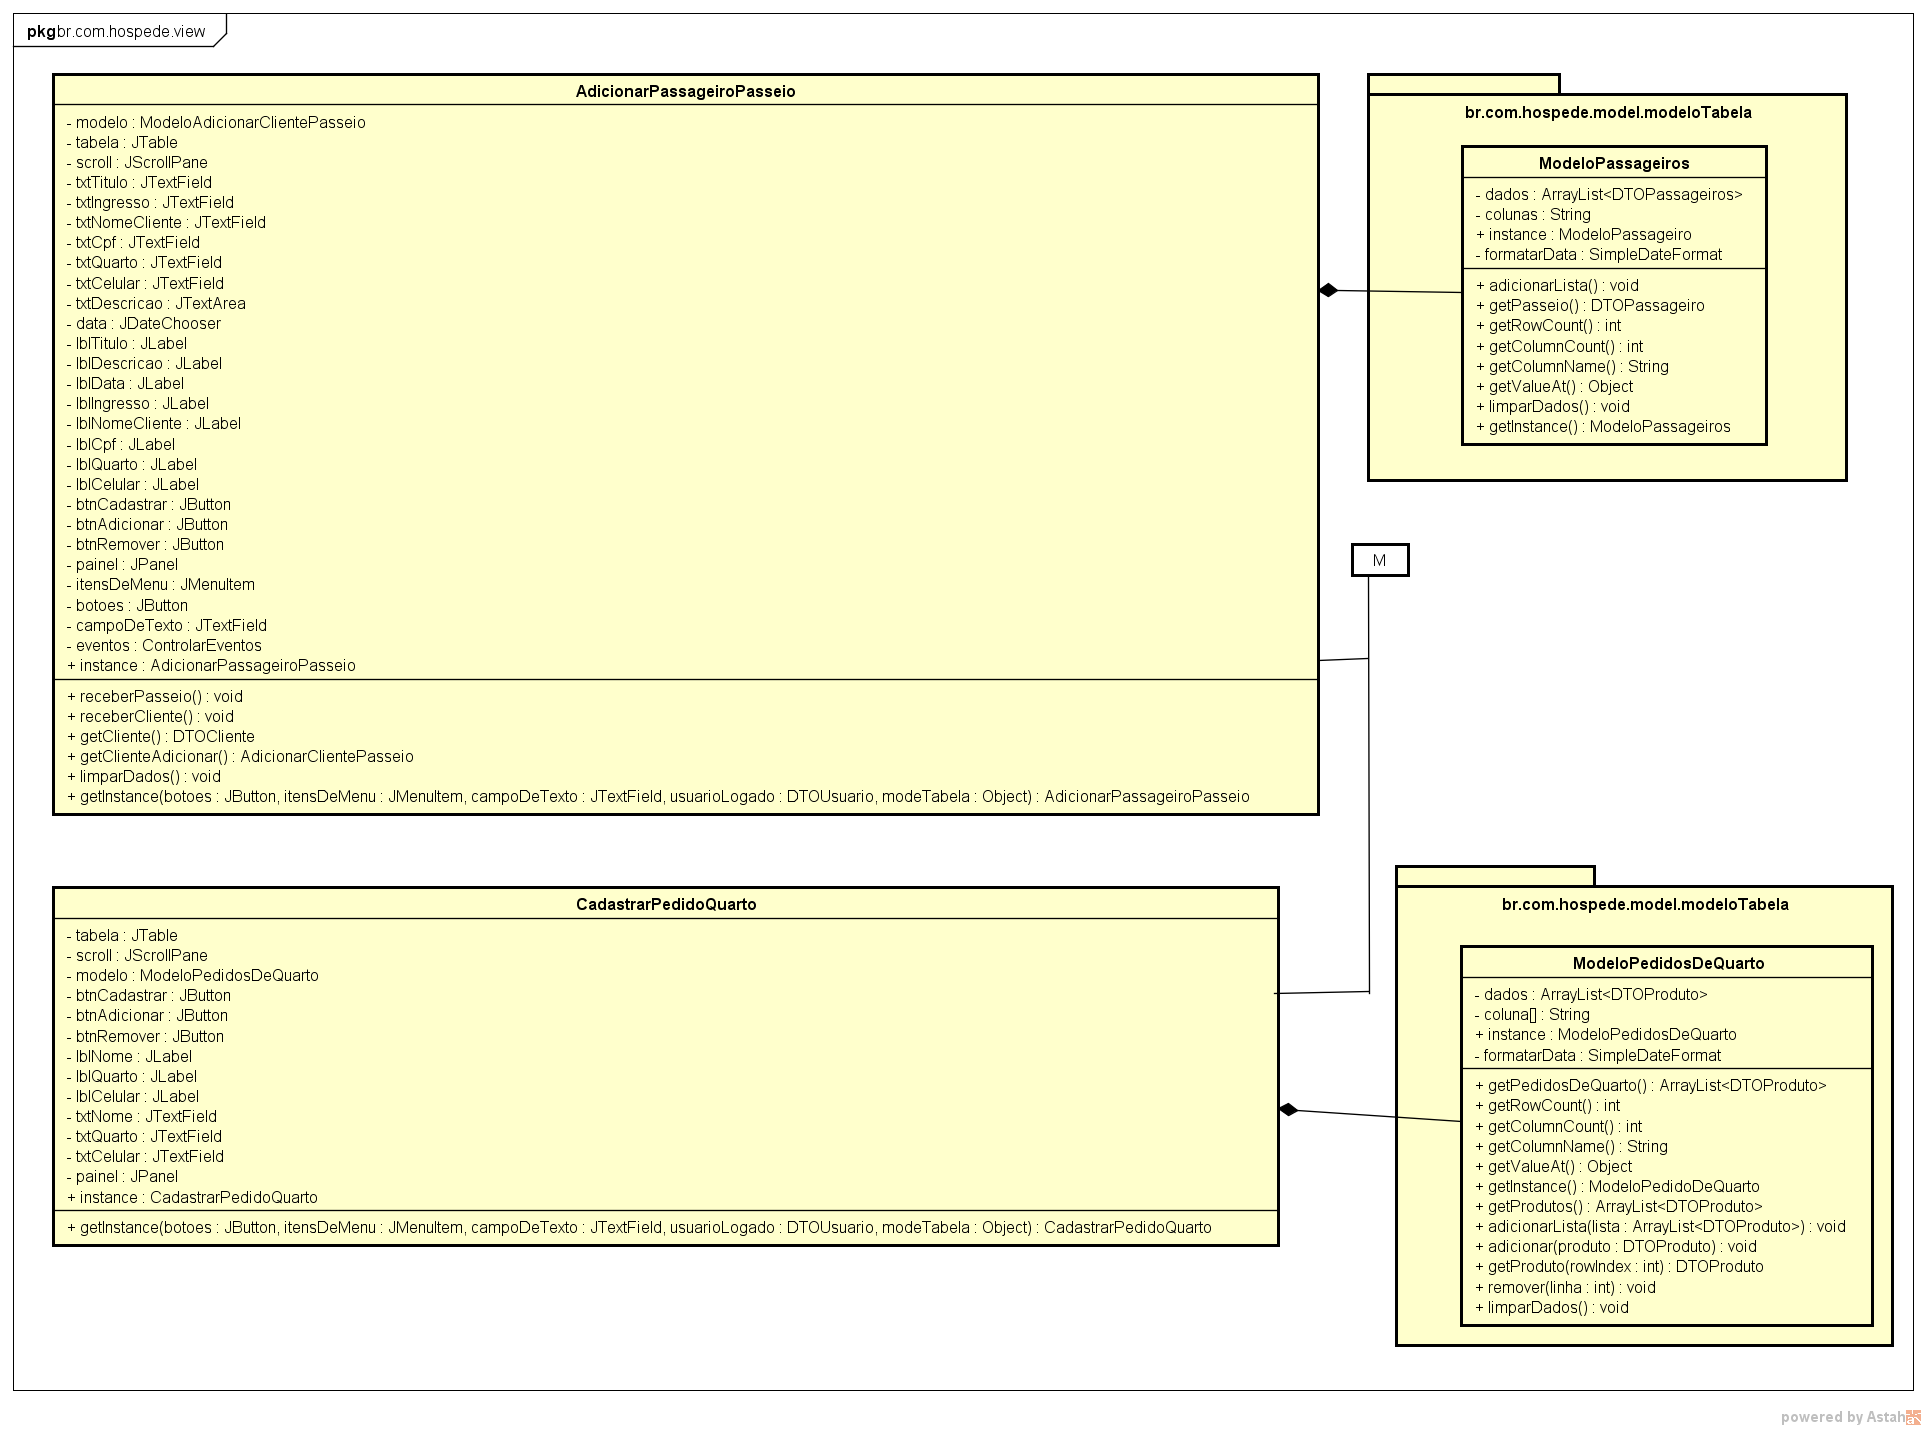 pkgbr.com.hospede.view
AdicionarPassageiroPasseio
- modelo : ModeloAdicionarClientePasseio
- tabela : JTable
- scroll : JScrollPane
- txtTitulo : JTextField
- txtIngresso : JTextField
- txtNomeCliente : JTextField
- txtCpf : JTextField
- txtQuarto : JTextField
- txtCelular : JTextField
- txtDescricao : JTextArea
- data : JDateChooser
- lblTitulo : JLabel
- lblDescricao : JLabel
- lblData : JLabel
- lblIngresso : JLabel
- lblNomeCliente : JLabel
- lblCpf : JLabel
- lblQuarto : JLabel
- lblCelular : JLabel
- btnCadastrar : JButton
- btnAdicionar : JButton
- btnRemover : JButton
- painel : JPanel
- itensDeMenu : JMenuItem
- botoes : JButton
- campoDeTexto : JTextField
- eventos : ControlarEventos
+ instance : AdicionarPassageiroPasseio
+ receberPasseio() : void
+ receberCliente() : void
+ getCliente() : DTOCliente
+ getClienteAdicionar() : AdicionarClientePasseio
+ limparDados() : void
+ getInstance(botoes : JButton, itensDeMenu : JMenuItem, campoDeTexto : JTextField, usuarioLogado : DTOUsuario, modeTabela : Object) : AdicionarPassageiroPasseio
br.com.hospede.model.modeloTabela
ModeloPassageiros
- dados : ArrayList<DTOPassageiros>
- colunas : String
+ instance : ModeloPassageiro
- formatarData : SimpleDateFormat
+ adicionarLista() : void
+ getPasseio() : DTOPassageiro
+ getRowCount() : int
+ getColumnCount() : int
+ getColumnName() : String
+ getValueAt() : Object
+ limparDados() : void
+ getInstance() : ModeloPassageiros
M
CadastrarPedidoQuarto
- tabela : JTable
- scroll : JScrollPane
- modelo : ModeloPedidosDeQuarto
- btnCadastrar : JButton
- btnAdicionar : JButton
- btnRemover : JButton
- lblNome : JLabel
- lblQuarto : JLabel
- lblCelular : JLabel
- txtNome : JTextField
- txtQuarto : JTextField
- txtCelular : JTextField
- painel : JPanel
+ instance : CadastrarPedidoQuarto
+ getInstance(botoes : JButton, itensDeMenu : JMenuItem, campoDeTexto : JTextField, usuarioLogado : DTOUsuario, modeTabela : Object) : CadastrarPedidoQuarto
br.com.hospede.model.modeloTabela
ModeloPedidosDeQuarto
- dados : ArrayList<DTOProduto>
- coluna[] : String
+ instance : ModeloPedidosDeQuarto
- formatarData : SimpleDateFormat
+ getPedidosDeQuarto() : ArrayList<DTOProduto>
+ getRowCount() : int
+ getColumnCount() : int
+ getColumnName() : String
+ getValueAt() : Object
+ getInstance() : ModeloPedidoDeQuarto
+ getProdutos() : ArrayList<DTOProduto>
+ adicionarLista(lista : ArrayList<DTOProduto>) : void
+ adicionar(produto : DTOProduto) : void
+ getProduto(rowIndex : int) : DTOProduto
+ remover(linha : int) : void
+ limparDados() : void
powered by Astah